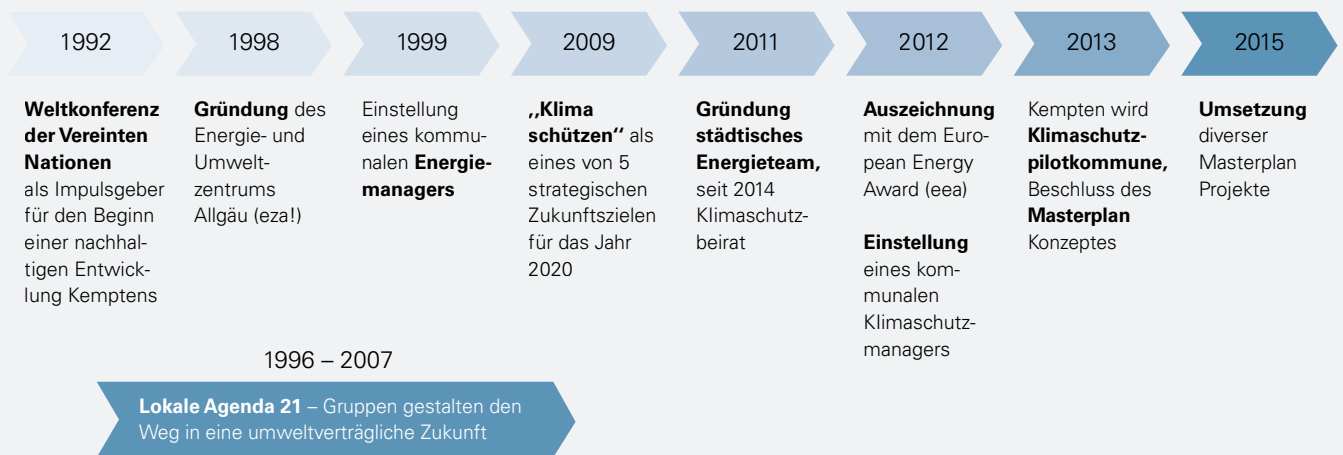 1992
Weltkonferenz
der Vereinten
Nationen
als Impulsgeber
für den Beginn
einer nachhal-
tigen Entwick-
lung Kemptens
1998
Gründung des
Energie- und
Umwelt-
zentrums
Allgäu (eza!)
1999
Einstellung
eines kommu-
nalen Energie-
managers
2009
,,Klima
schützen‘‘ als
eines von 5
strategischen
Zukunftszielen
für das Jahr
2020
2011
Gründung
städtisches
Energieteam,
seit 2014
Klimaschutz-
beirat
2012
Auszeichnung
mit dem Euro-
pean Energy
Award (eea)
Einstellung
eines kom-
munalen
Klimaschutz-
managers
2013
Kempten wird
Klimaschutz-
pilotkommune,
Beschluss des
Masterplan
Konzeptes
2015
Umsetzung
diverser
Masterplan
Projekte
1996 – 2007
Lokale Agenda 21 – Gruppen gestalten den
Weg in eine umweltverträgliche Zukunft